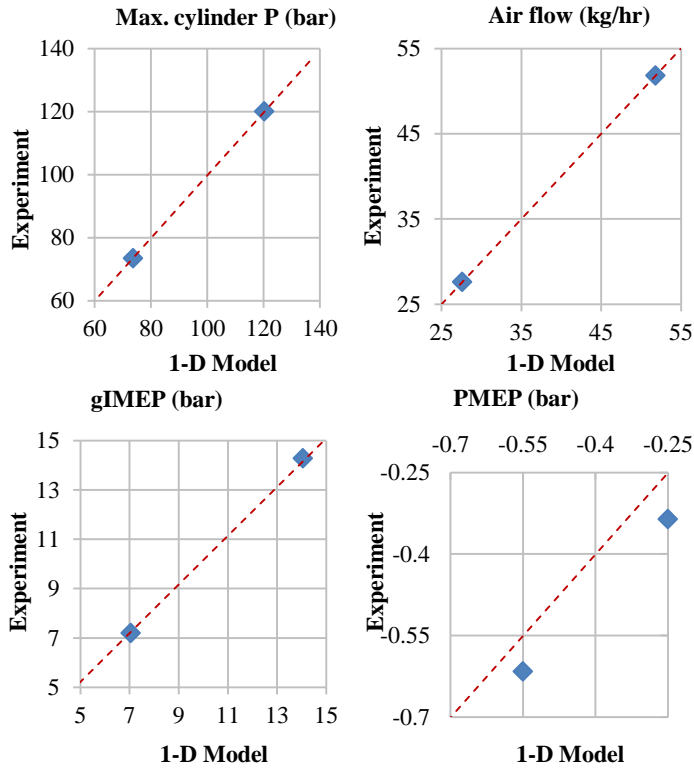 Max. cylinder P (bar)
140
120
100
80
60
60 80 100 120 140
Experiment
1-D Model
Air flow (kg/hr)
55
45
35
25
25 35 45 55
Experiment
1-D Model
gIMEP (bar)
15
13
11
9
7
5
5 7 9 11 13 15
Experiment
1-D Model
PMEP (bar)
-0.7 -0.55 -0.4 -0.25
-0.25
-0.4
-0.55
-0.7
Experiment
1-D Model